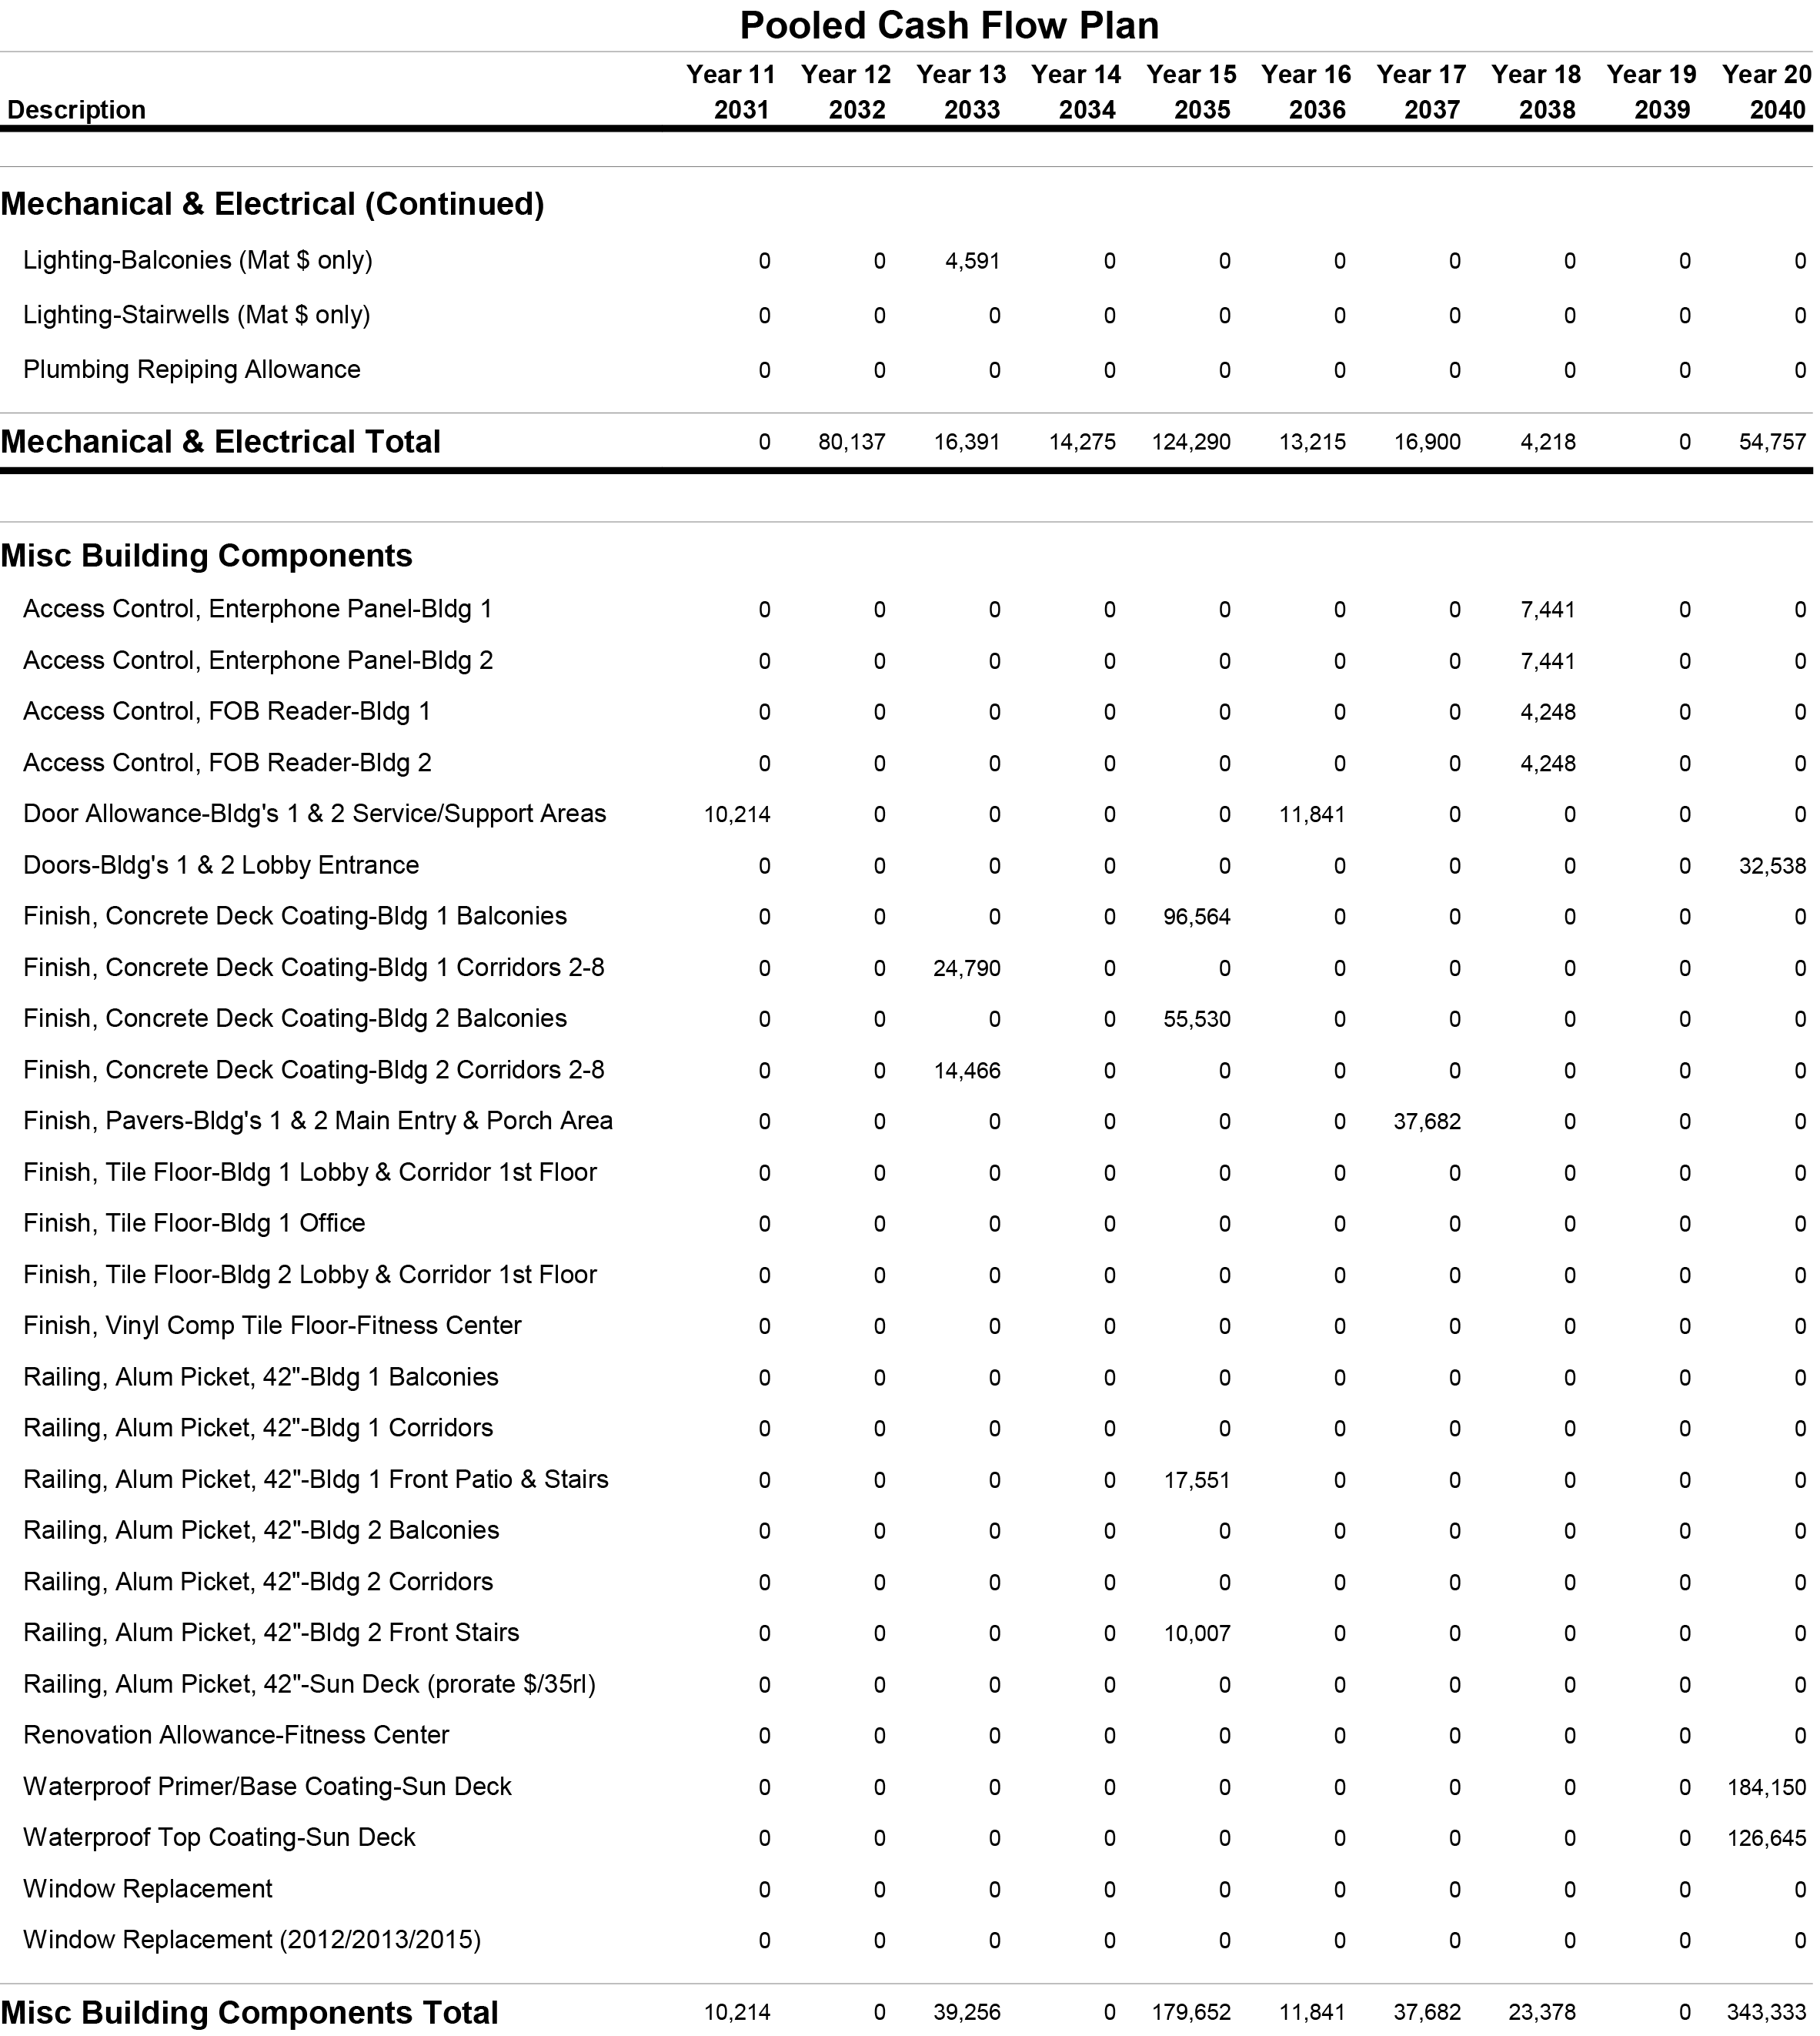 Pooled Cash Flow Plan
Year 11 Year 12 Year 13 Year 14 Year 15 Year 16 Year 17 Year 18 Year 19 Year 20
Description 2031 2032 2033 2034 2035 2036 2037 2038 2039 2040
Mechanical & Electrical (Continued)
Lighting-Balconies (Mat $ only) 0 0 4,591 0 0 0 0 0 0 0
Lighting-Stairwells (Mat $ only) 0 0 0 0 0 0 0 0 0 0
Plumbing Repiping Allowance 0 0 0 0 0 0 0 0 0 0
Mechanical & Electrical Total 0 80,137 16,391 14,275 124,290 13,215 16,900 4,218 0 54,757
Misc Building Components
Access Control, Enterphone Panel-Bldg 1 0 0 0 0 0 0 0 7,441 0 0
Access Control, Enterphone Panel-Bldg 2 0 0 0 0 0 0 0 7,441 0 0
Access Control, FOB Reader-Bldg 1 0 0 0 0 0 0 0 4,248 0 0
Access Control, FOB Reader-Bldg 2 0 0 0 0 0 0 0 4,248 0 0
Door Allowance-Bldg's 1 & 2 Service/Support Areas 10,214 0 0 0 0 11,841 0 0 0 0
Doors-Bldg's 1 & 2 Lobby Entrance 0 0 0 0 0 0 0 0 0 32,538
Finish, Concrete Deck Coating-Bldg 1 Balconies 0 0 0 0 96,564 0 0 0 0 0
Finish, Concrete Deck Coating-Bldg 1 Corridors 2-8 0 0 24,790 0 0 0 0 0 0 0
Finish, Concrete Deck Coating-Bldg 2 Balconies 0 0 0 0 55,530 0 0 0 0 0
Finish, Concrete Deck Coating-Bldg 2 Corridors 2-8 0 0 14,466 0 0 0 0 0 0 0
Finish, Pavers-Bldg's 1 & 2 Main Entry & Porch Area 0 0 0 0 0 0 37,682 0 0 0
Finish, Tile Floor-Bldg 1 Lobby & Corridor 1st Floor 0 0 0 0 0 0 0 0 0 0
Finish, Tile Floor-Bldg 1 Office 0 0 0 0 0 0 0 0 0 0
Finish, Tile Floor-Bldg 2 Lobby & Corridor 1st Floor 0 0 0 0 0 0 0 0 0 0
Finish, Vinyl Comp Tile Floor-Fitness Center 0 0 0 0 0 0 0 0 0 0
Railing, Alum Picket, 42"-Bldg 1 Balconies 0 0 0 0 0 0 0 0 0 0
Railing, Alum Picket, 42"-Bldg 1 Corridors 0 0 0 0 0 0 0 0 0 0
Railing, Alum Picket, 42"-Bldg 1 Front Patio & Stairs 0 0 0 0 17,551 0 0 0 0 0
Railing, Alum Picket, 42"-Bldg 2 Balconies 0 0 0 0 0 0 0 0 0 0
Railing, Alum Picket, 42"-Bldg 2 Corridors 0 0 0 0 0 0 0 0 0 0
Railing, Alum Picket, 42"-Bldg 2 Front Stairs 0 0 0 0 10,007 0 0 0 0 0
Railing, Alum Picket, 42"-Sun Deck (prorate $/35rl) 0 0 0 0 0 0 0 0 0 0
Renovation Allowance-Fitness Center 0 0 0 0 0 0 0 0 0 0
Waterproof Primer/Base Coating-Sun Deck 0 0 0 0 0 0 0 0 0 184,150
Waterproof Top Coating-Sun Deck 0 0 0 0 0 0 0 0 0 126,645
Window Replacement 0 0 0 0 0 0 0 0 0 0
Window Replacement (2012/2013/2015) 0 0 0 0 0 0 0 0 0 0
Misc Building Components Total 10,214 0 39,256 0 179,652 11,841 37,682 23,378 0 343,333